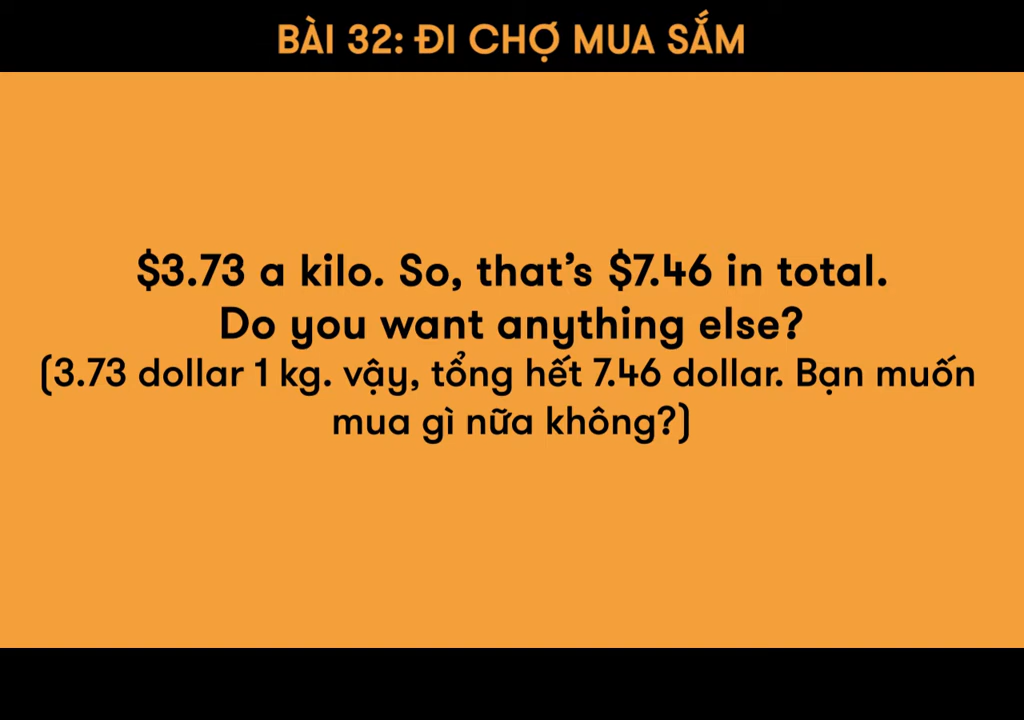 BÀI 32: ĐI CHỢ MUA SẮM
$3.73 a kilo. So, that's $7.46 in total.
Do you want anything else?
(3.73 dollar 1 kg. vậy, tổng hết 7.46 dollar. Bạn muốn
mua gì nữa không?)